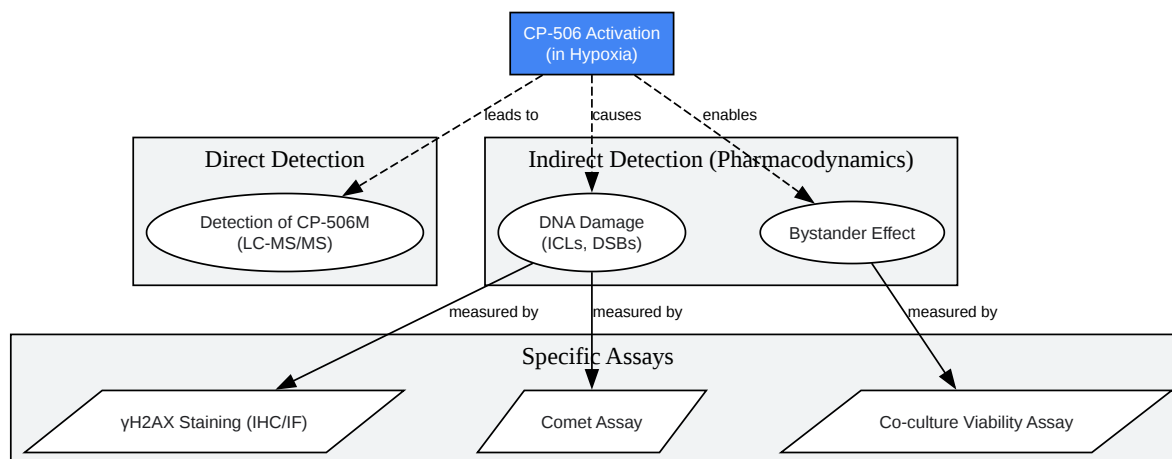 CP-506 Activation
(in Hypoxia)
leads to
causes
enables
Direct Detection
Indirect Detection (Pharmacodynamics)
Detection of CP-506M
(LC-MS/MS)
DNA Damage
(ICLs, DSBs)
Bystander Effect
measured by
measured by
measured by
Specific Assays
γH2AX Staining (IHC/IF)
Comet Assay
Co-culture Viability Assay